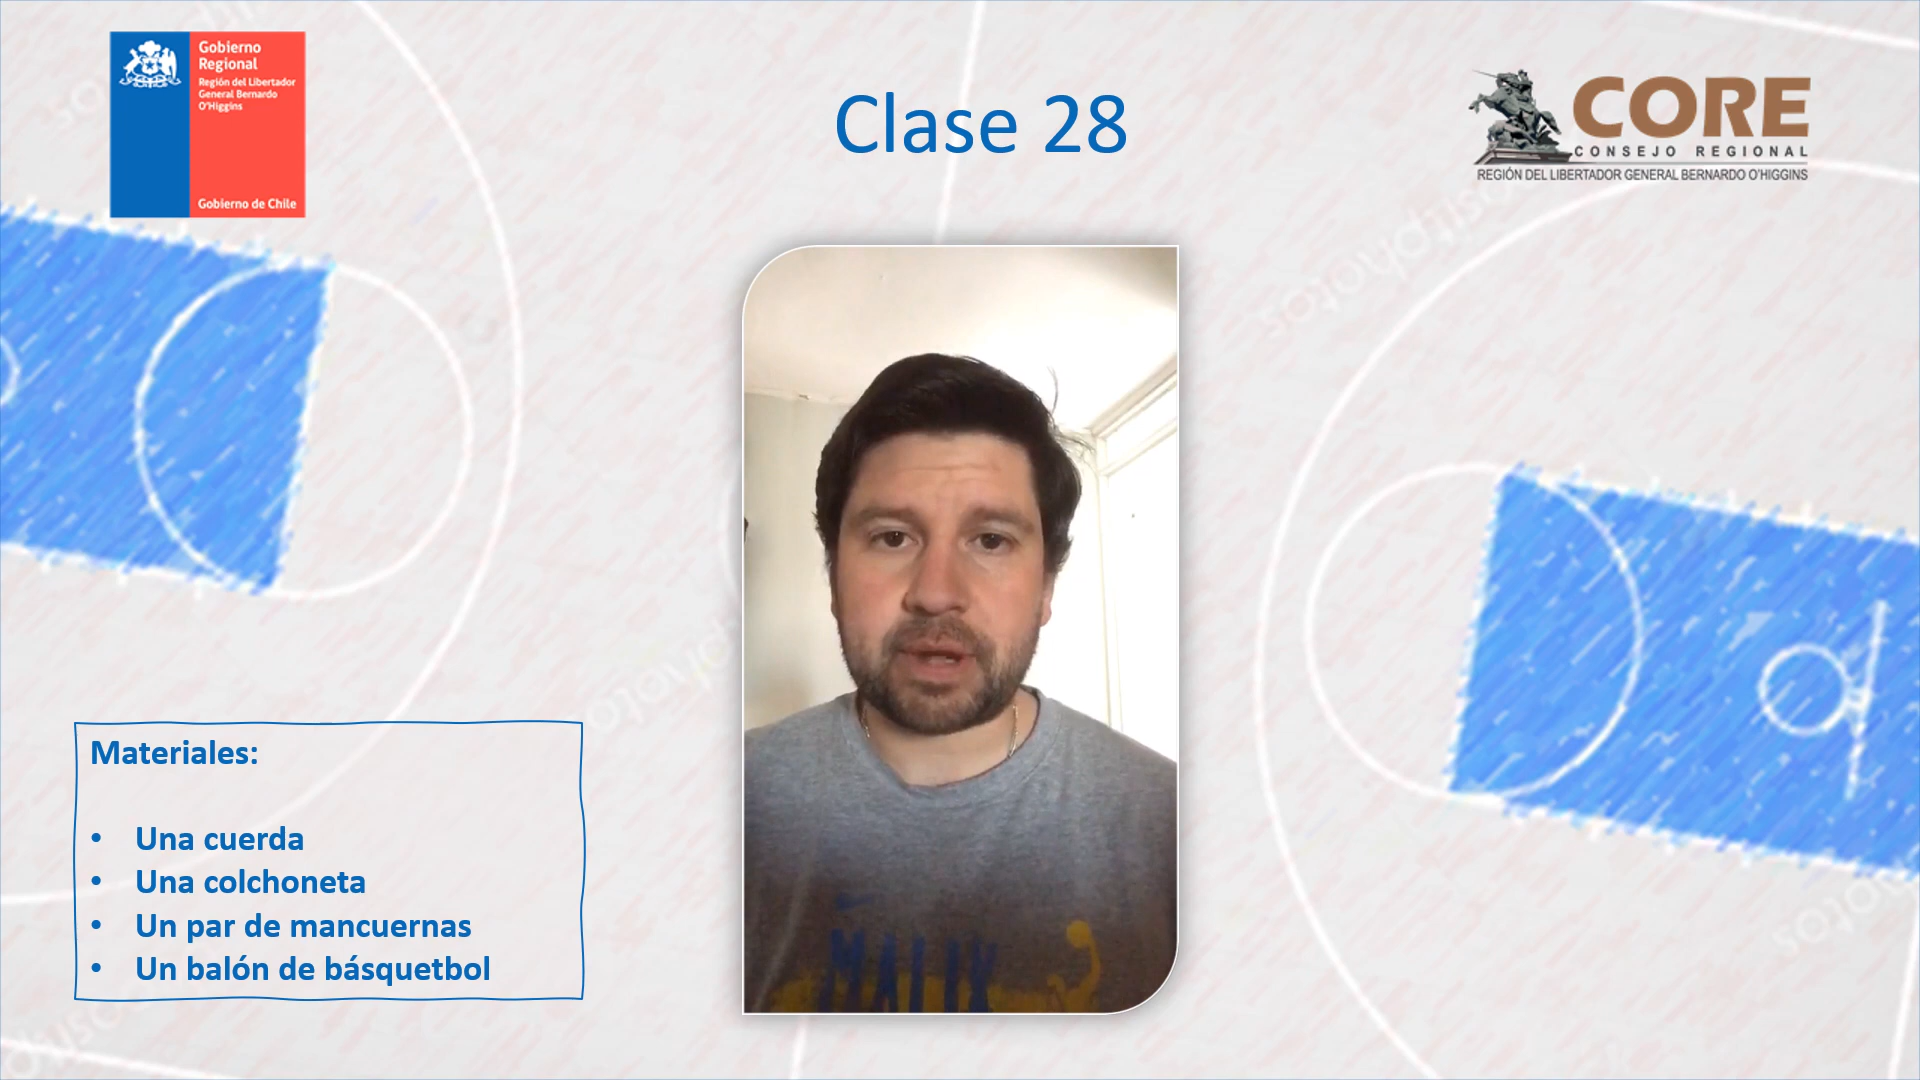 Gobierno
Regional
Región del Libertador
General Bernardo
O'Higgins
Gobierno de Chile
Clase 28
CORE
CONSEJO REGIONAL
REGIÓN DEL LIBERTADOR GENERAL BERNARDO O'HIGGINS
Materiales:
• Una cuerda
• Una colchoneta
• Un par de mancuernas
• Un balón de básquetbol